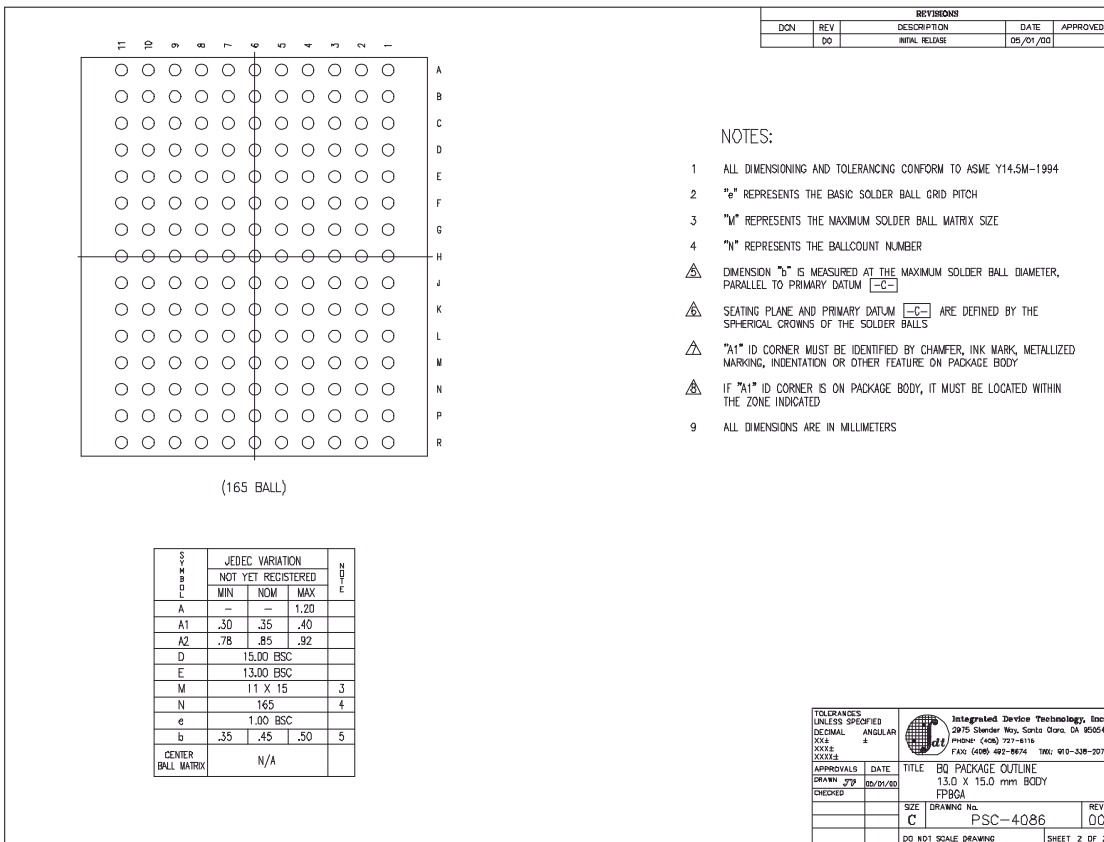 REVISIONS
DCN REV DESCRIPTION DATE APPROVED
00 INITIAL RELEASE 05/01/00
11 10 9 8 7 6 5 4 3 2 1
A
B
C
D
E
F
G
H
J
K
L
M
N
P
R
(165 BALL)
NOTES:
1 ALL DIMENSIONING AND TOLERANCING CONFORM TO ASME Y14.5M-1994
2 "e" REPRESENTS THE BASIC SOLDER BALL GRID PITCH
3 "M" REPRESENTS THE MAXIMUM SOLDER BALL MATRIX SIZE
4 "N" REPRESENTS THE BALLCOUNT NUMBER
5 DIMENSION "b" IS MEASURED AT THE MAXIMUM SOLDER BALL DIAMETER,
PARALLEL TO PRIMARY DATUM -C-
6 SEATING PLANE AND PRIMARY DATUM -C- ARE DEFINED BY THE
SPHERICAL CROWNS OF THE SOLDER BALLS
7 "A1" ID CORNER MUST BE IDENTIFIED BY CHAMFER, INK MARK, METALLIZED
MARKING, INDENTATION OR OTHER FEATURE ON PACKAGE BODY
8 IF "A1" ID CORNER IS ON PACKAGE BODY, IT MUST BE LOCATED WITHIN
THE ZONE INDICATED
9 ALL DIMENSIONS ARE IN MILLIMETERS
SYMBOL JEDEC VARIATION NOTE
NOT YET REGISTERED
MIN NOM MAX
A – – 1.20
A1 .30 .35 .40
A2 .78 .85 .92
D 15.00 BSC
E 13.00 BSC
M 11 X 15 3
N 165 4
e 1.00 BSC
b .35 .45 .50 5
CENTER
BALL MATRIX N/A
TOLERANCES
UNLESS SPECIFIED
DECIMAL ANGULAR
XX± ±
XXX±
XXXX±
idt
Integrated Device Technology, Inc
2975 Stender Way, Santa Clara, CA 95054
PHONE: (408) 727-6116
FAX: (408) 492-8674 TWX: 910-338-207
APPROVALS DATE
DRAWN 05/01/00
CHECKED
TITLE BQ PACKAGE OUTLINE
13.0 X 15.0 mm BODY
FPBGA
SIZE DRAWING No. REV
C PSC-4086 00
DO NOT SCALE DRAWING SHEET 2 OF